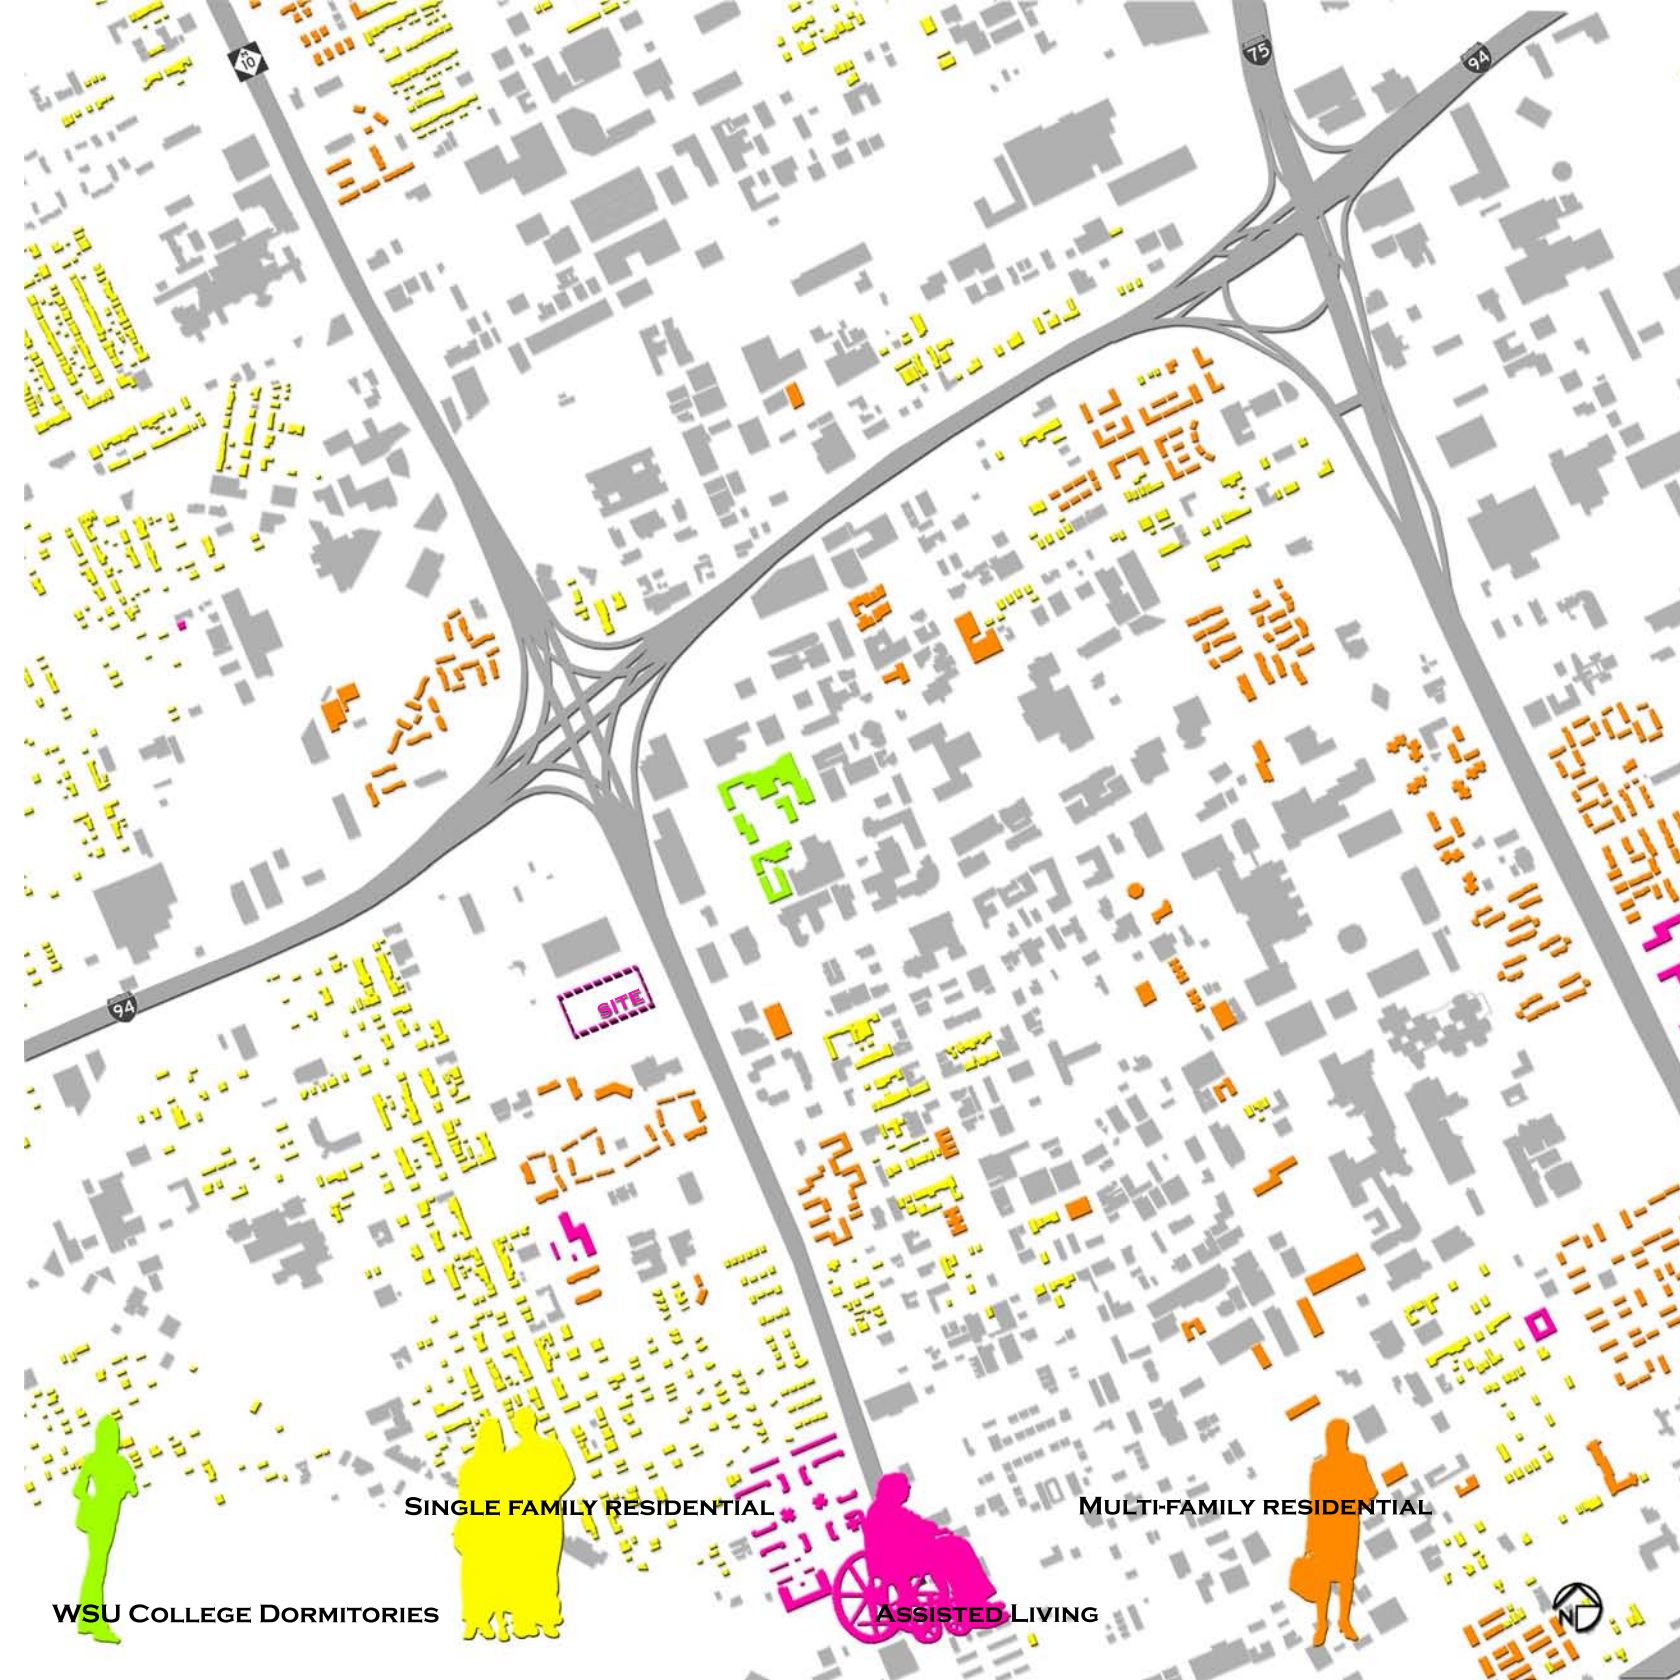 M
10
75
94
94
SITE
SINGLE FAMILY RESIDENTIAL
MULTI-FAMILY RESIDENTIAL
WSU COLLEGE DORMITORIES
ASSISTED LIVING
N